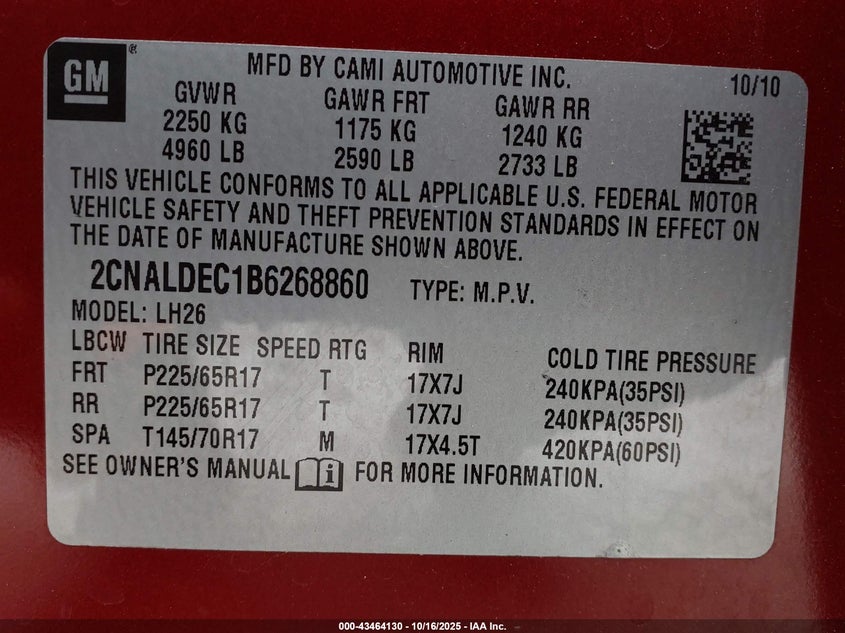 GM ®
MFD BY CAMI AUTOMOTIVE INC. 10/10
GVWR GAWR FRT GAWR RR
2250 KG 1175 KG 1240 KG
4960 LB 2590 LB 2733 LB
THIS VEHICLE CONFORMS TO ALL APPLICABLE U.S. FEDERAL MOTOR
VEHICLE SAFETY AND THEFT PREVENTION STANDARDS IN EFFECT ON
THE DATE OF MANUFACTURE SHOWN ABOVE.
2CNALDEC1B6268860 TYPE: M.P.V.
MODEL: LH26
LBCW TIRE SIZE SPEED RTG RIM COLD TIRE PRESSURE
FRT P225/65R17 T 17X7J 240KPA(35PSI)
RR P225/65R17 T 17X7J 240KPA(35PSI)
SPA T145/70R17 M 17X4.5T 420KPA(60PSI)
SEE OWNER'S MANUAL i FOR MORE INFORMATION.
000-43464130 - 10/16/2025 - IAA Inc.